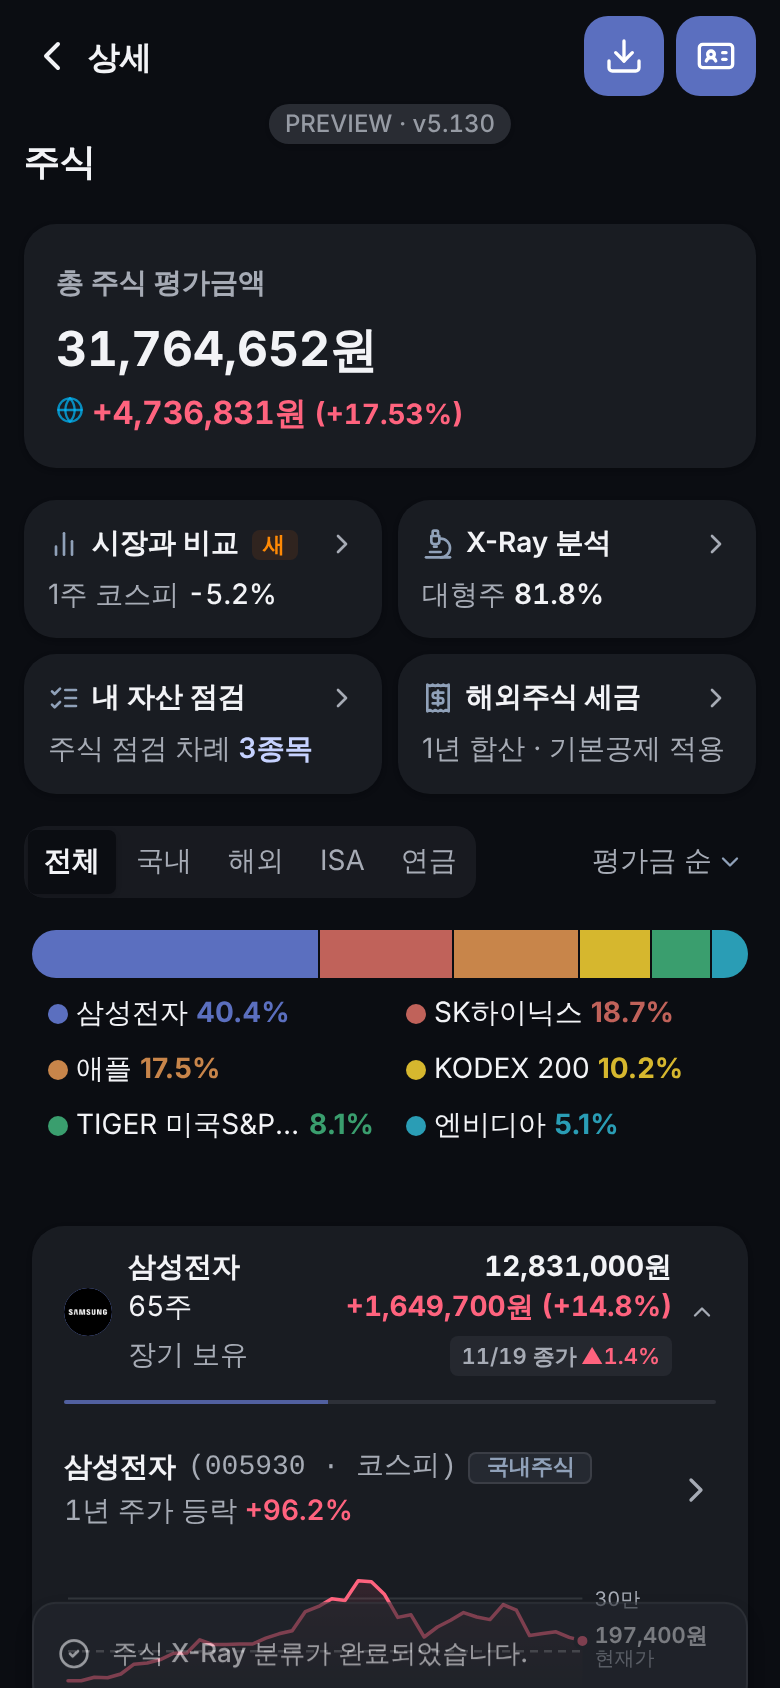 상세
PREVIEW · v5.130
주식
총 주식 평가금액
31,764,652원
+4,736,831원 (+17.53%)
시장과 비교 새
1주 코스피 -5.2%
X-Ray 분석
대형주 81.8%
내 자산 점검
주식 점검 차례 3종목
해외주식 세금
1년 합산 · 기본공제 적용
전체 국내 해외 ISA 연금 평가금 순
삼성전자 40.4% SK하이닉스 18.7%
애플 17.5% KODEX 200 10.2%
TIGER 미국S&P... 8.1% 엔비디아 5.1%
삼성전자 12,831,000원
SAMSUNG
65주 +1,649,700원 (+14.8%)
장기 보유 11/19 종가 ▲1.4%
삼성전자 (005930 · 코스피) 국내주식
1년 주가 등락 +96.2%
30만
197,400원
현재가
주식 X-Ray 분류가 완료되었습니다.